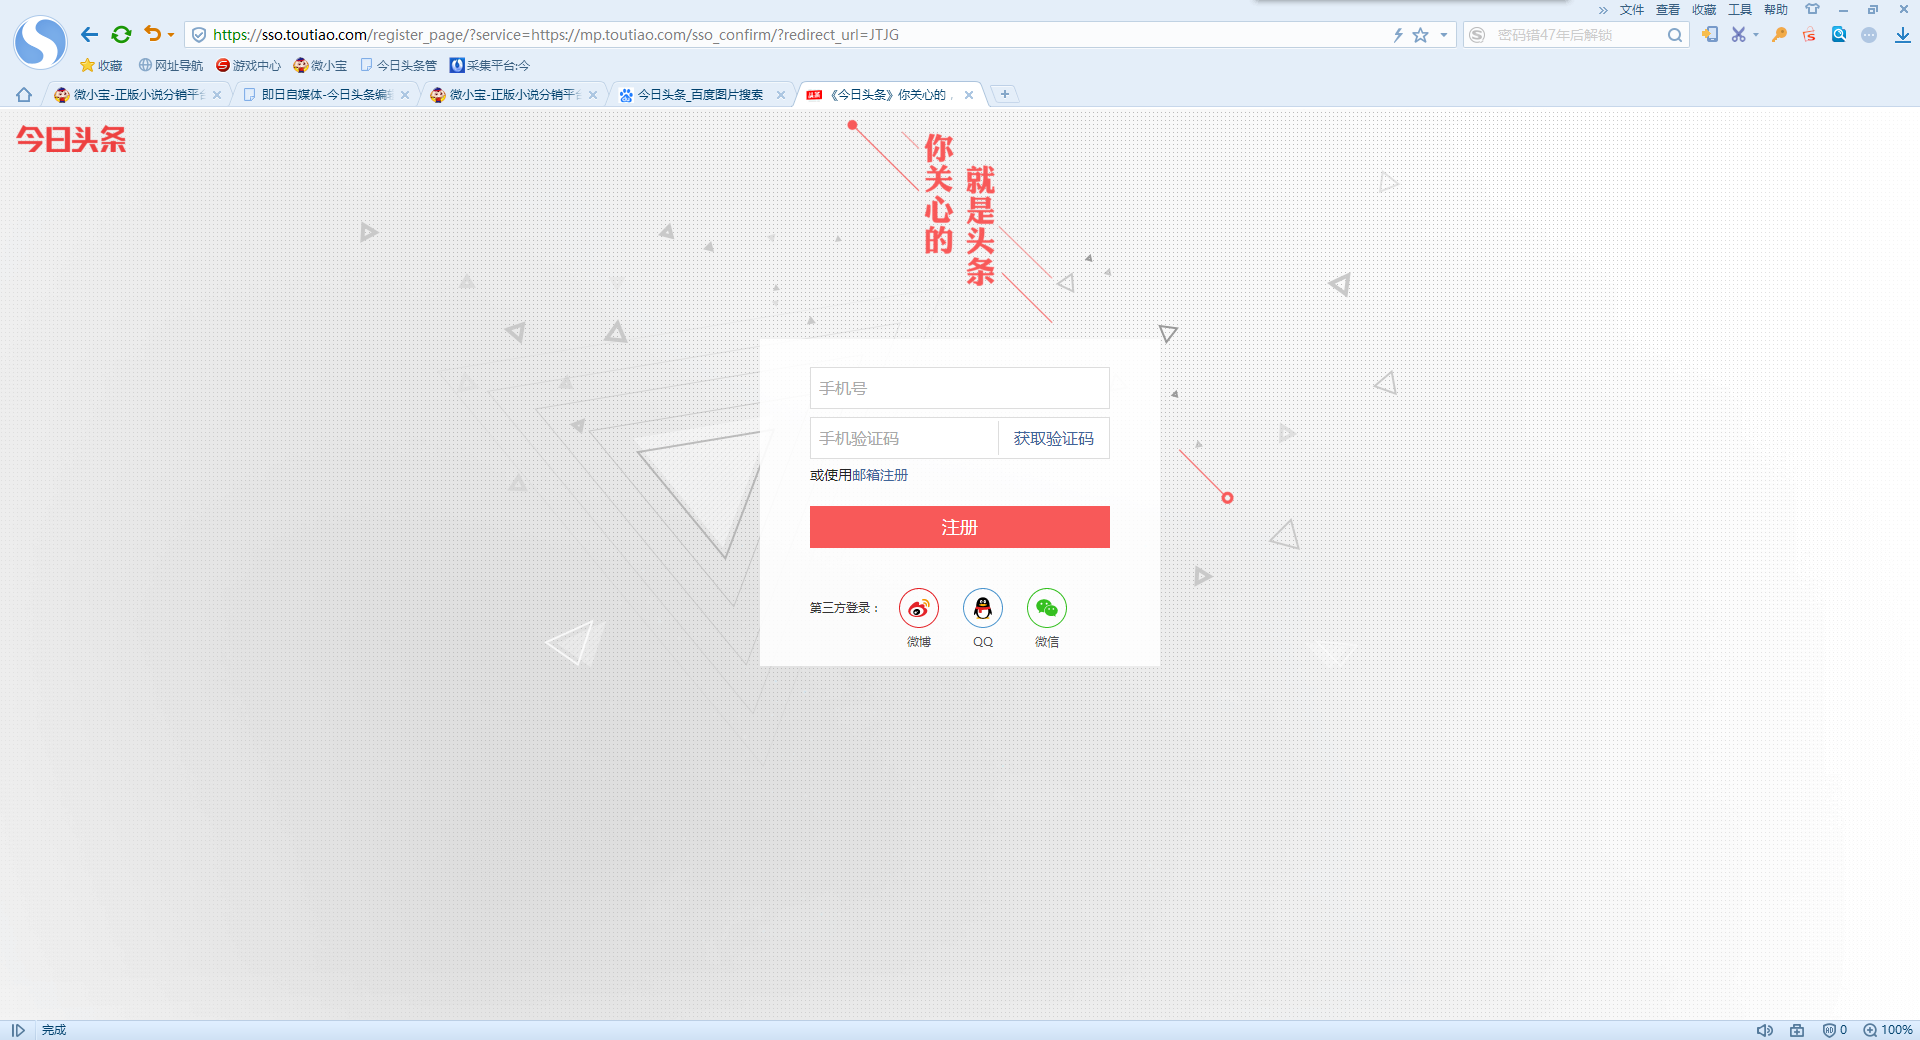 » 文件 查看 收藏 工具 帮助
https://sso.toutiao.com/register_page/?service=https://mp.toutiao.com/sso_confirm/?redirect_url=JTJG
密码错47年后解锁
收藏 网址导航 游戏中心 微小宝 今日头条管 采集平台:今
微小宝-正版小说分销平台 即日自媒体-今日头条编辑 微小宝-正版小说分销平台 今日头条_百度图片搜索 《今日头条》你关心的,
今日头条
你关心的
就是头条
手机号
手机验证码 获取验证码
或使用邮箱注册
注册
第三方登录：
微博 QQ 微信
完成
0 100%